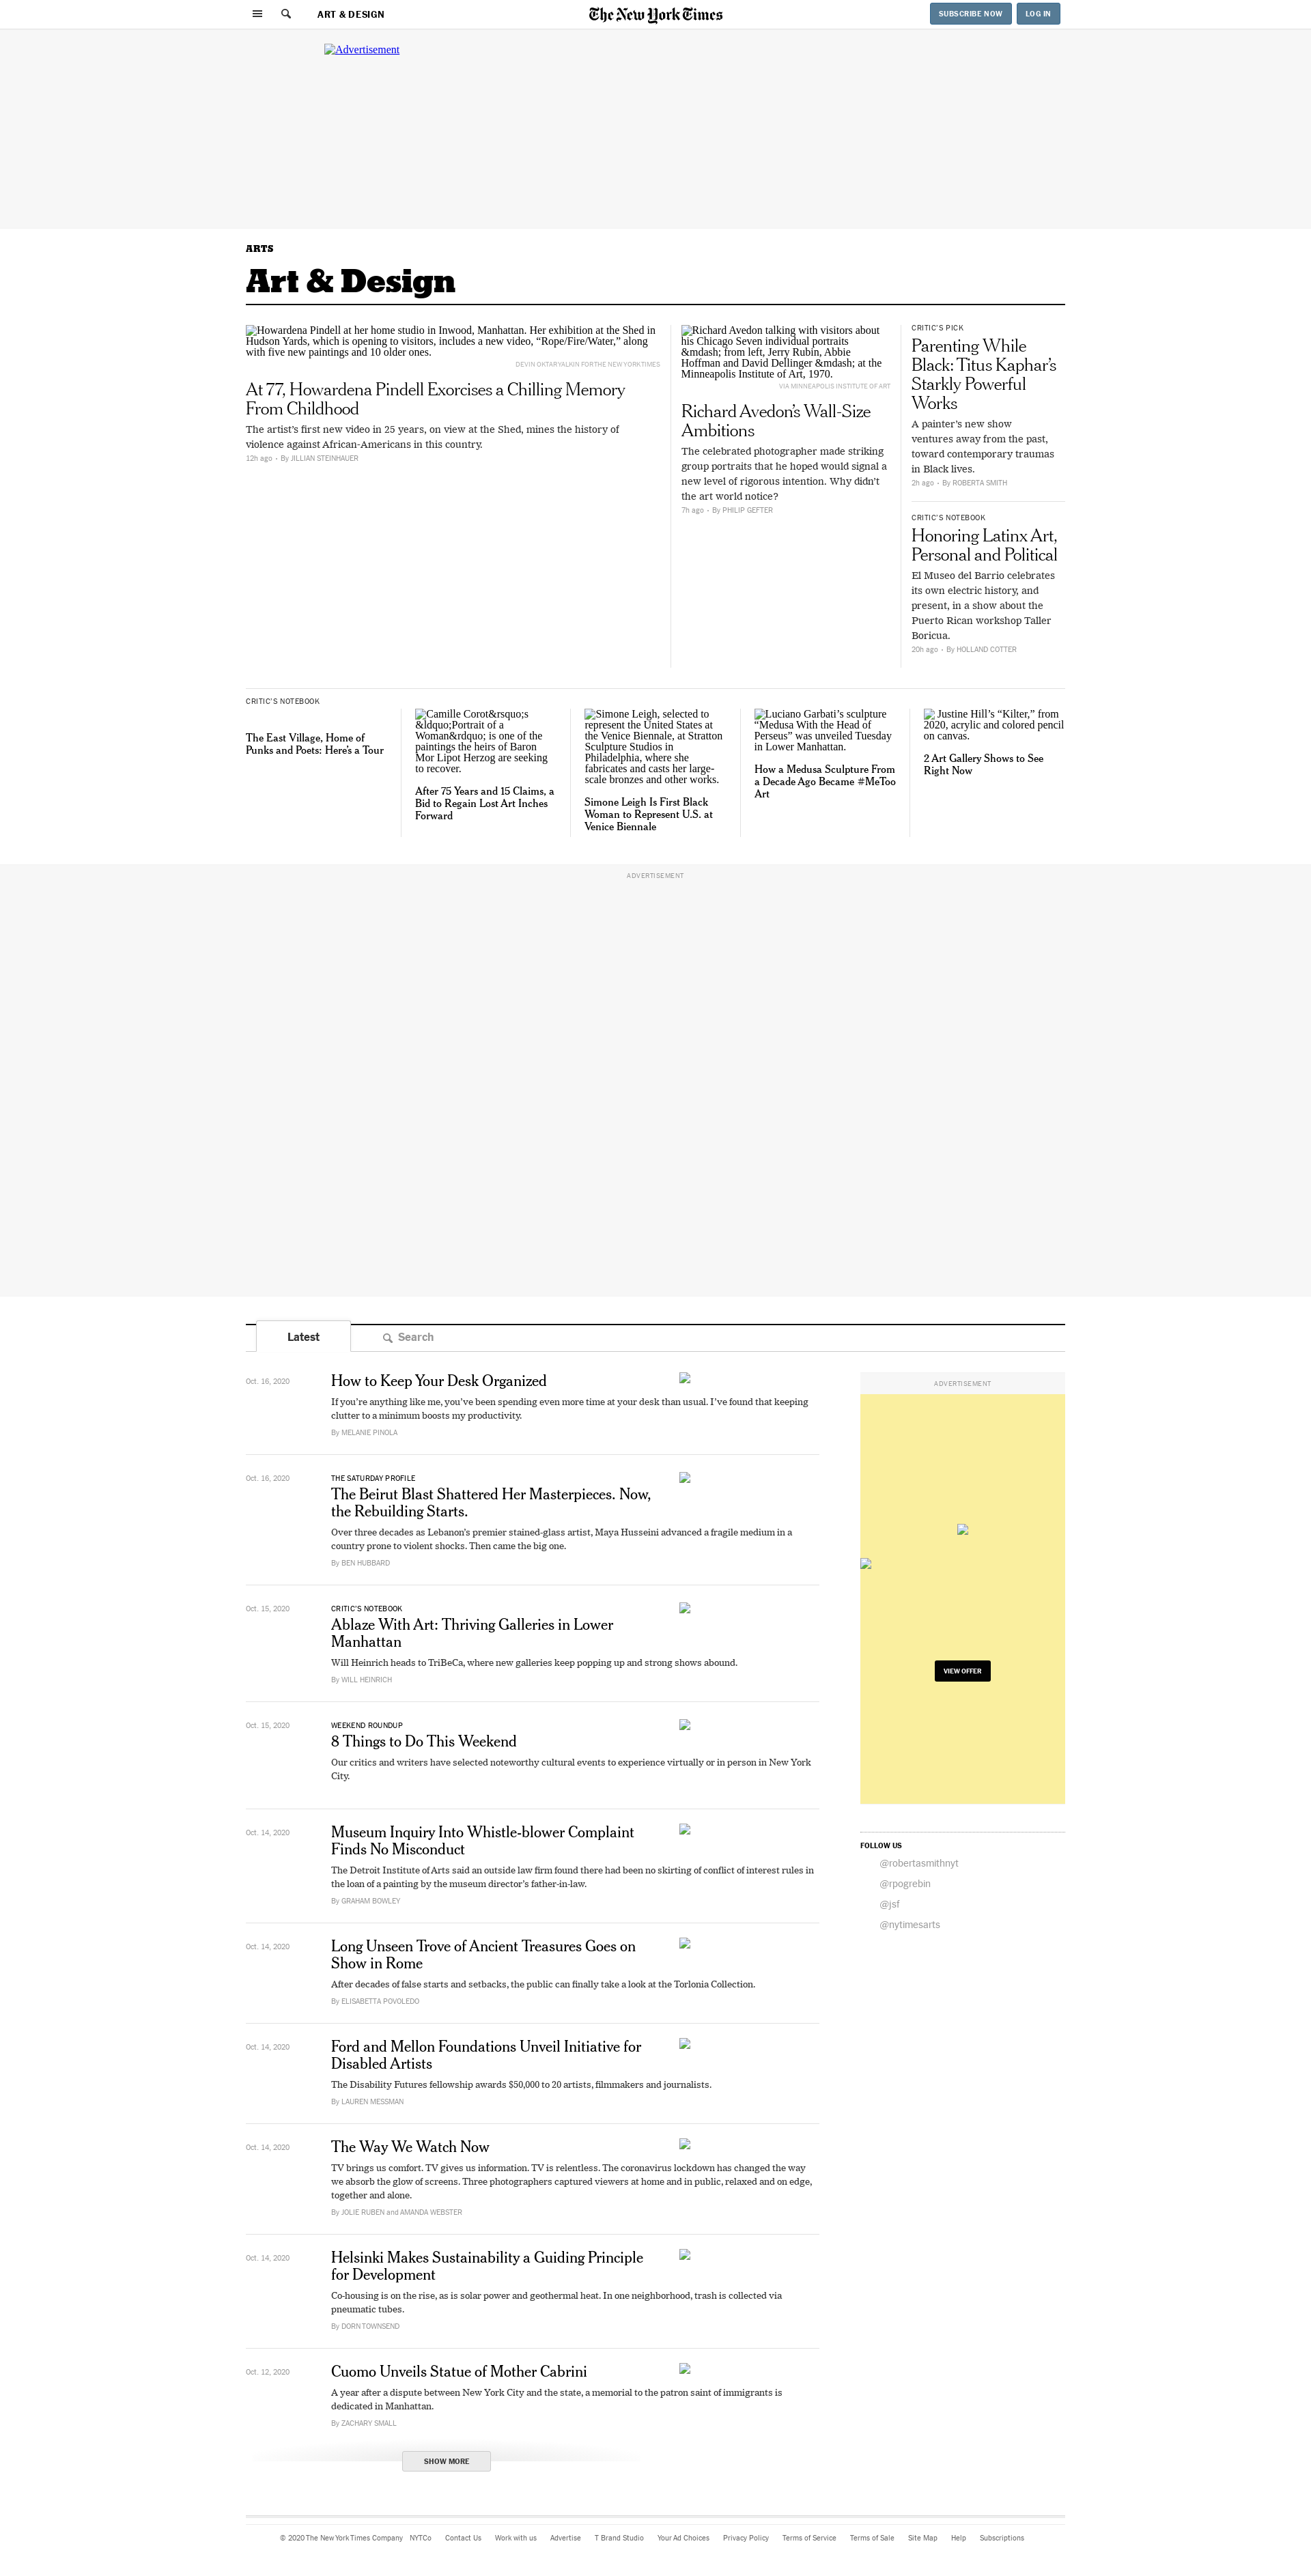 ART & DESIGN
The New York Times
SUBSCRIBE NOW
LOG IN
Advertisement
ARTS
Art & Design
Howardena Pindell at her home studio in Inwood, Manhattan. Her exhibition at the Shed in
Hudson Yards, which is opening to visitors, includes a new video, “Rope/Fire/Water,” along
with five new paintings and 10 older ones.
DEVIN OKTAR YALKIN FOR THE NEW YORK TIMES
At 77, Howardena Pindell Exorcises a Chilling Memory
From Childhood
The artist’s first new video in 25 years, on view at the Shed, mines the history of
violence against African-Americans in this country.
12h ago • By JILLIAN STEINHAUER
Richard Avedon talking with visitors about
his Chicago Seven individual portraits
&mdash; from left, Jerry Rubin, Abbie
Hoffman and David Dellinger &mdash; at the
Minneapolis Institute of Art, 1970.
VIA MINNEAPOLIS INSTITUTE OF ART
Richard Avedon’s Wall-Size
Ambitions
The celebrated photographer made striking
group portraits that he hoped would signal a
new level of rigorous intention. Why didn’t
the art world notice?
7h ago • By PHILIP GEFTER
CRITIC’S PICK
Parenting While
Black: Titus Kaphar’s
Starkly Powerful
Works
A painter’s new show
ventures away from the past,
toward contemporary traumas
in Black lives.
2h ago • By ROBERTA SMITH
CRITIC’S NOTEBOOK
Honoring Latinx Art,
Personal and Political
El Museo del Barrio celebrates
its own electric history, and
present, in a show about the
Puerto Rican workshop Taller
Boricua.
20h ago • By HOLLAND COTTER
CRITIC’S NOTEBOOK
The East Village, Home of
Punks and Poets: Here’s a Tour
Camille Corot&rsquo;s
&ldquo;Portrait of a
Woman&rdquo; is one of the
paintings the heirs of Baron
Mor Lipot Herzog are seeking
to recover.
After 75 Years and 15 Claims, a
Bid to Regain Lost Art Inches
Forward
Simone Leigh, selected to
represent the United States at
the Venice Biennale, at Stratton
Sculpture Studios in
Philadelphia, where she
fabricates and casts her large-
scale bronzes and other works.
Simone Leigh Is First Black
Woman to Represent U.S. at
Venice Biennale
Luciano Garbati’s sculpture
“Medusa With the Head of
Perseus” was unveiled Tuesday
in Lower Manhattan.
How a Medusa Sculpture From
a Decade Ago Became #MeToo
Art
Justine Hill’s “Kilter,” from
2020, acrylic and colored pencil
on canvas.
2 Art Gallery Shows to See
Right Now
ADVERTISEMENT
Latest
Search
Oct. 16, 2020
How to Keep Your Desk Organized
If you’re anything like me, you’ve been spending even more time at your desk than usual. I’ve found that keeping
clutter to a minimum boosts my productivity.
By MELANIE PINOLA
Oct. 16, 2020
THE SATURDAY PROFILE
The Beirut Blast Shattered Her Masterpieces. Now,
the Rebuilding Starts.
Over three decades as Lebanon’s premier stained-glass artist, Maya Husseini advanced a fragile medium in a
country prone to violent shocks. Then came the big one.
By BEN HUBBARD
Oct. 15, 2020
CRITIC’S NOTEBOOK
Ablaze With Art: Thriving Galleries in Lower
Manhattan
Will Heinrich heads to TriBeCa, where new galleries keep popping up and strong shows abound.
By WILL HEINRICH
Oct. 15, 2020
WEEKEND ROUNDUP
8 Things to Do This Weekend
Our critics and writers have selected noteworthy cultural events to experience virtually or in person in New York
City.
Oct. 14, 2020
Museum Inquiry Into Whistle-blower Complaint
Finds No Misconduct
The Detroit Institute of Arts said an outside law firm found there had been no skirting of conflict of interest rules in
the loan of a painting by the museum director’s father-in-law.
By GRAHAM BOWLEY
Oct. 14, 2020
Long Unseen Trove of Ancient Treasures Goes on
Show in Rome
After decades of false starts and setbacks, the public can finally take a look at the Torlonia Collection.
By ELISABETTA POVOLEDO
Oct. 14, 2020
Ford and Mellon Foundations Unveil Initiative for
Disabled Artists
The Disability Futures fellowship awards $50,000 to 20 artists, filmmakers and journalists.
By LAUREN MESSMAN
Oct. 14, 2020
The Way We Watch Now
TV brings us comfort. TV gives us information. TV is relentless. The coronavirus lockdown has changed the way
we absorb the glow of screens. Three photographers captured viewers at home and in public, relaxed and on edge,
together and alone.
By JOLIE RUBEN and AMANDA WEBSTER
Oct. 14, 2020
Helsinki Makes Sustainability a Guiding Principle
for Development
Co-housing is on the rise, as is solar power and geothermal heat. In one neighborhood, trash is collected via
pneumatic tubes.
By DORN TOWNSEND
Oct. 12, 2020
Cuomo Unveils Statue of Mother Cabrini
A year after a dispute between New York City and the state, a memorial to the patron saint of immigrants is
dedicated in Manhattan.
By ZACHARY SMALL
SHOW MORE
ADVERTISEMENT
VIEW OFFER
FOLLOW US
@robertasmithnyt
@rpogrebin
@jsf
@nytimesarts
© 2020 The New York Times Company NYTCo Contact Us Work with us Advertise T Brand Studio Your Ad Choices Privacy Policy Terms of Service Terms of Sale Site Map Help Subscriptions